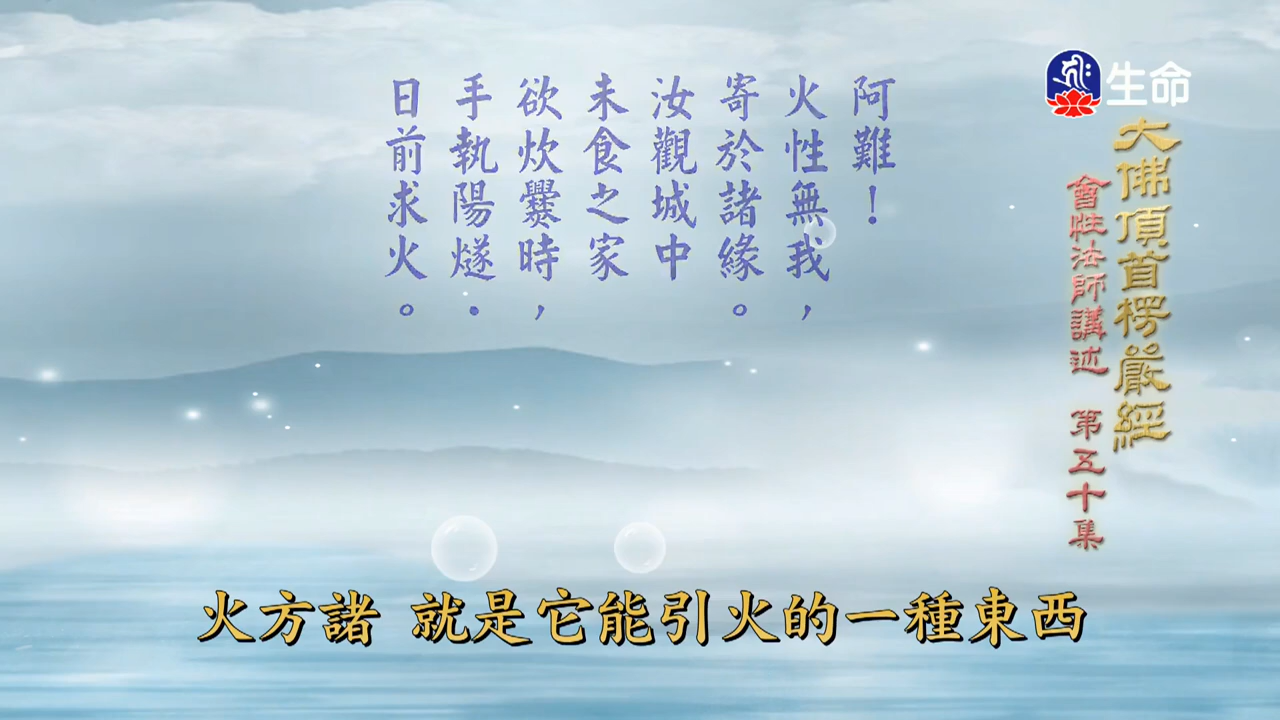 生命
大佛頂首楞嚴經
會性法師講述 第五十集
阿難！
火性無我，
寄於諸緣。
汝觀城中
未食之家
欲炊爨時，
手執陽燧．
日前求火。
火方諸 就是它能引火的一種東西